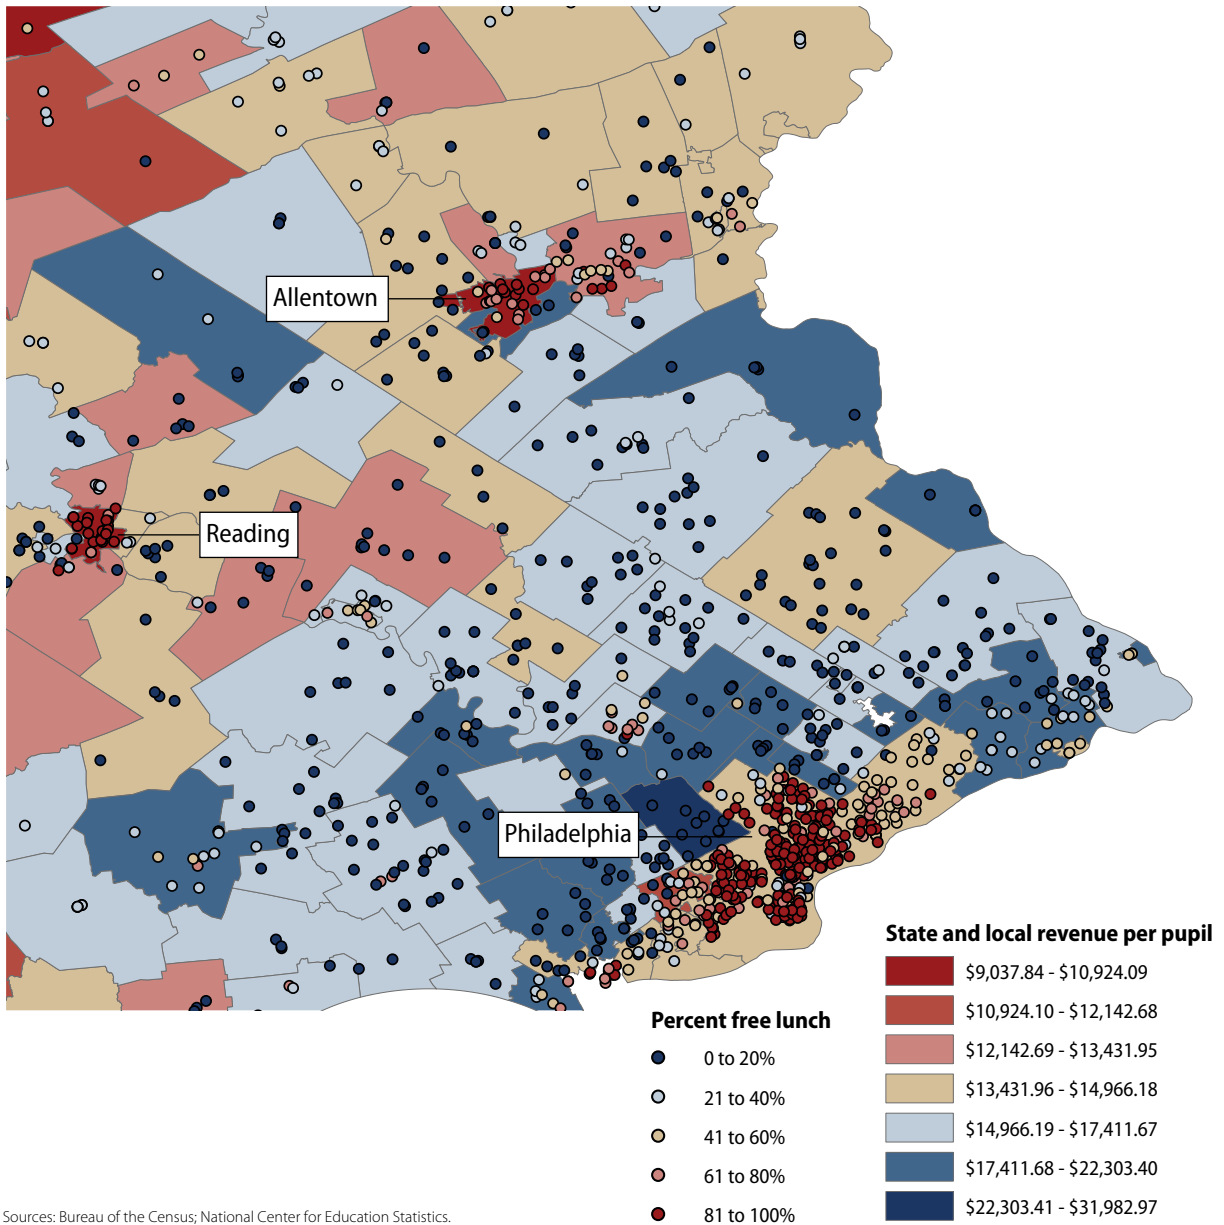 Allentown
Reading
Philadelphia
State and local revenue per pupil
$9,037.84 - $10,924.09
$10,924.10 - $12,142.68
$12,142.69 - $13,431.95
$13,431.96 - $14,966.18
$14,966.19 - $17,411.67
$17,411.68 - $22,303.40
$22,303.41 - $31,982.97
Percent free lunch
0 to 20%
21 to 40%
41 to 60%
61 to 80%
81 to 100%
Sources: Bureau of the Census; National Center for Education Statistics.